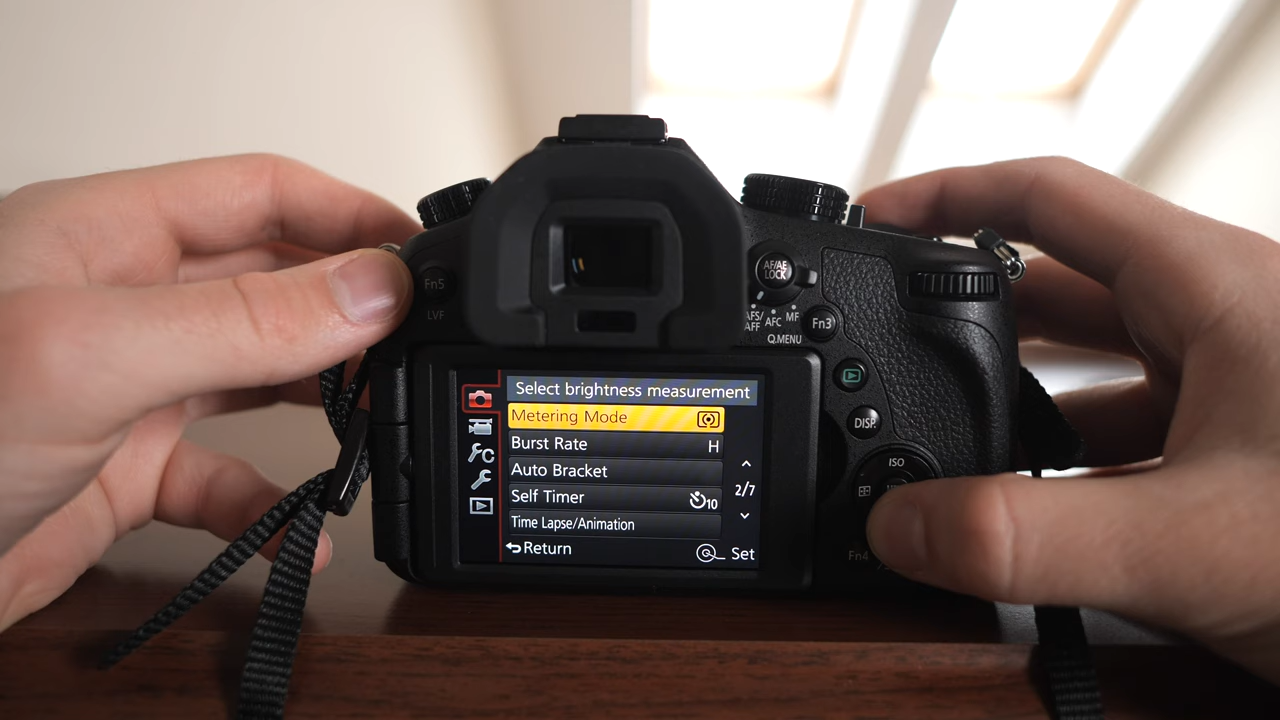 Fn5
LVF
AF/AE
LOCK
AFS/
AFF
AFC
MF
Fn3
Q.MENU
DISP.
ISO
Fn4
Select brightness measurement
Metering Mode
Burst Rate H
Auto Bracket
Self Timer 10
Time Lapse/Animation
2/7
Return
Set